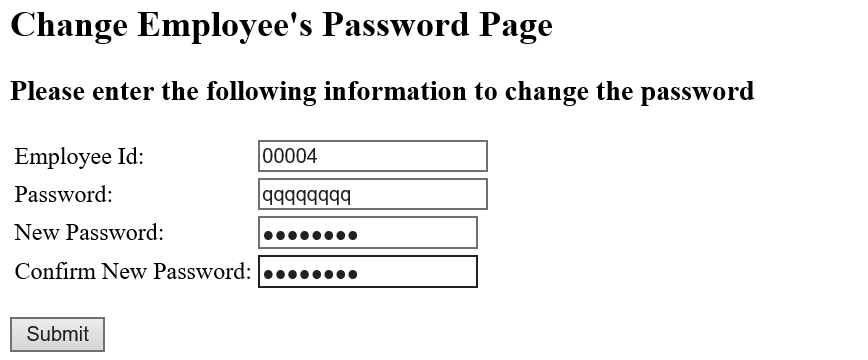 Change Employee's Password Page
Please enter the following information to change the password
Employee Id: 00004
Password: qqqqqqqq
New Password: ●●●●●●●●
Confirm New Password: ●●●●●●●●
Submit